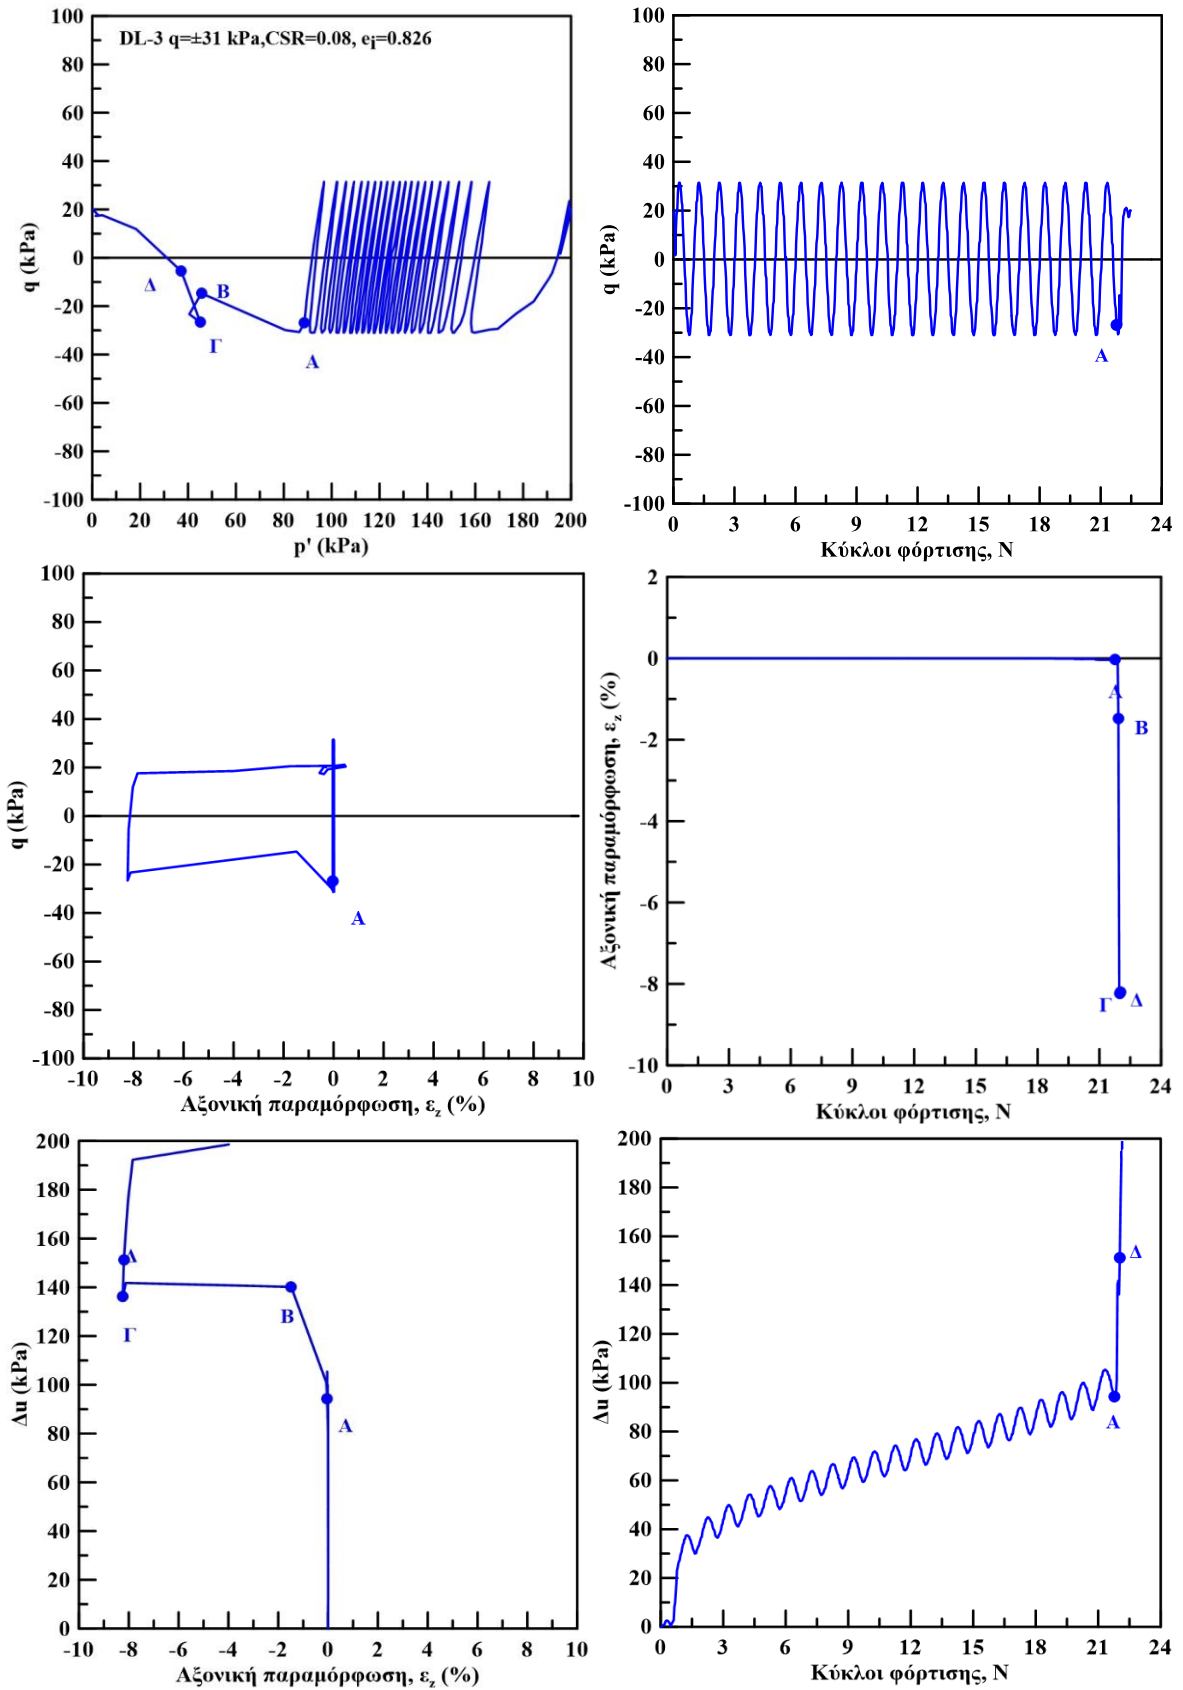 100
80
60
40
20
0
-20
-40
-60
-80
-100
q (kPa)
DL-3 q=±31 kPa,CSR=0.08, ei=0.826
Δ
B
Γ
A
0 20 40 60 80 100 120 140 160 180 200
p' (kPa)
100
80
60
40
20
0
-20
-40
-60
-80
-100
q (kPa)
A
0 3 6 9 12 15 18 21 24
Κύκλοι φόρτισης, N
100
80
60
40
20
0
-20
-40
-60
-80
-100
q (kPa)
A
-10 -8 -6 -4 -2 0 2 4 6 8 10
Αξονική παραμόρφωση, εz (%)
2
0
-2
-4
-6
-8
-10
Αξονική παραμόρφωση, εz (%)
A
B
Γ Δ
0 3 6 9 12 15 18 21 24
Κύκλοι φόρτισης, N
200
180
160
140
120
100
80
60
40
20
0
Δu (kPa)
Δ
B
Γ
A
-10 -8 -6 -4 -2 0 2 4 6 8 10
Αξονική παραμόρφωση, εz (%)
200
180
160
140
120
100
80
60
40
20
0
Δu (kPa)
Δ
A
0 3 6 9 12 15 18 21 24
Κύκλοι φόρτισης, N